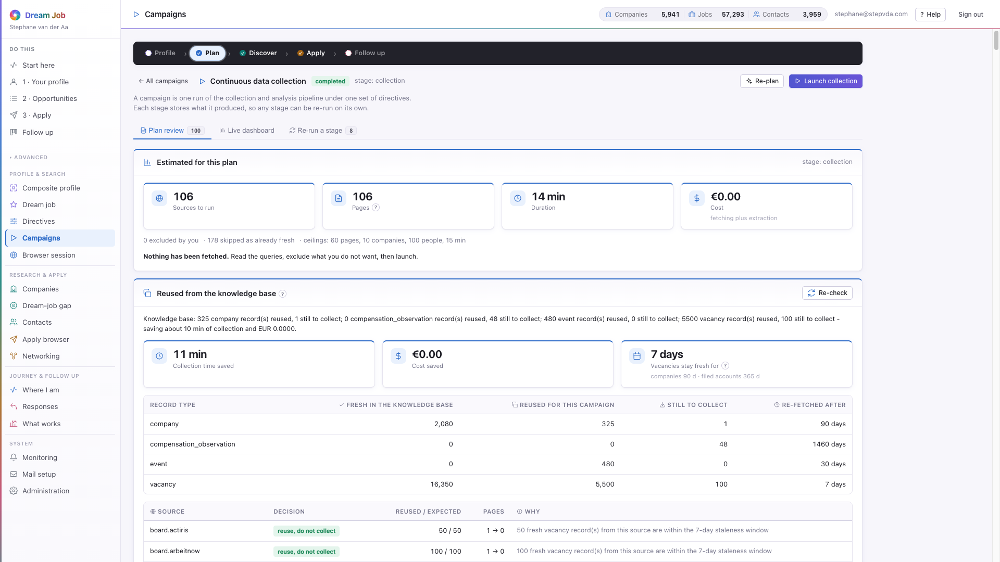 Dream Job
Stephane van der Aa
DO THIS
Start here
1 · Your profile
2 · Opportunities
3 · Apply
Follow up
ADVANCED
PROFILE & SEARCH
Composite profile
Dream job
Directives
Campaigns
Browser session
RESEARCH & APPLY
Companies
Dream-job gap
Contacts
Apply browser
Networking
JOURNEY & FOLLOW UP
Where I am
Responses
What works
SYSTEM
Monitoring
Mail setup
Administration
Campaigns
Companies 5,941 Jobs 57,293 Contacts 3,959
stephane@stepvda.com
? Help
Sign out
Profile › Plan › Discover › Apply › Follow up
← All campaigns
Continuous data collection completed stage: collection
Re-plan
Launch collection
A campaign is one run of the collection and analysis pipeline under one set of directives.
Each stage stores what it produced, so any stage can be re-run on its own.
Plan review 100 Live dashboard Re-run a stage 8
Estimated for this plan stage: collection
106
Sources to run
106
Pages ?
14 min
Duration
€0.00
Cost
fetching plus extraction
0 excluded by you · 178 skipped as already fresh · ceilings: 60 pages, 10 companies, 100 people, 15 min
Nothing has been fetched. Read the queries, exclude what you do not want, then launch.
Reused from the knowledge base ? Re-check
Knowledge base: 325 company record(s) reused, 1 still to collect; 0 compensation_observation record(s) reused, 48 still to collect; 480 event record(s) reused, 0 still to collect; 5500 vacancy record(s) reused, 100 still to collect -
saving about 10 min of collection and EUR 0.0000.
11 min
Collection time saved
€0.00
Cost saved
7 days
Vacancies stay fresh for ?
companies 90 d · filed accounts 365 d
RECORD TYPE FRESH IN THE KNOWLEDGE BASE REUSED FOR THIS CAMPAIGN STILL TO COLLECT RE-FETCHED AFTER
company 2,080 325 1 90 days
compensation_observation 0 0 48 1460 days
event 0 480 0 30 days
vacancy 16,350 5,500 100 7 days
SOURCE DECISION REUSED / EXPECTED PAGES WHY
board.actiris reuse, do not collect 50 / 50 1 → 0 50 fresh vacancy record(s) from this source are within the 7-day staleness window
board.arbeitnow reuse, do not collect 100 / 100 1 → 0 100 fresh vacancy record(s) from this source are within the 7-day staleness window